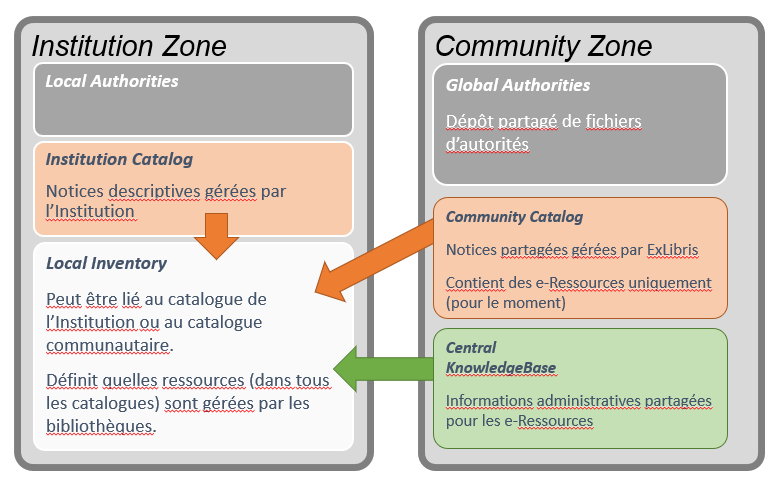 Institution Zone
Local Authorities
Institution Catalog
Notices descriptives gérées par
l’Institution
Local Inventory
Peut être lié au catalogue de
l’Institution ou au catalogue
communautaire.
Définit quelles ressources (dans tous
les catalogues) sont gérées par les
bibliothèques.
Community Zone
Global Authorities
Dépôt partagé de fichiers
d’autorités
Community Catalog
Notices partagées gérées par ExLibris
Contient des e-Ressources uniquement
(pour le moment)
Central
KnowledgeBase
Informations administratives partagées
pour les e-Ressources